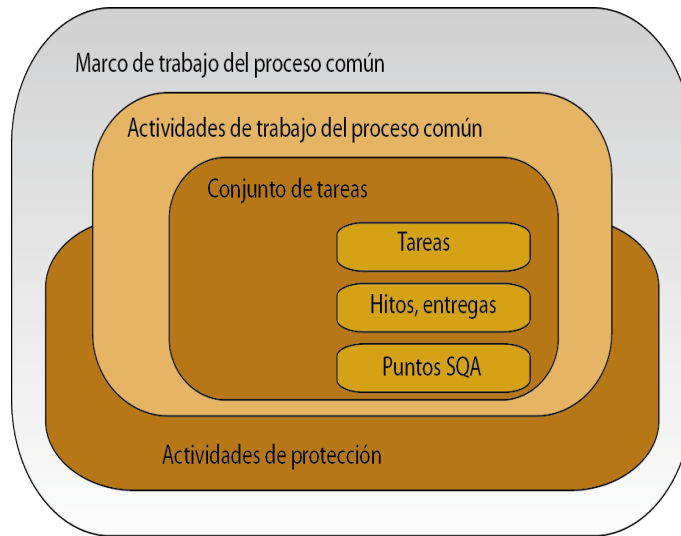 Marco de trabajo del proceso común
Actividades de trabajo del proceso común
Conjunto de tareas
Tareas
Hitos, entregas
Puntos SQA
Actividades de protección